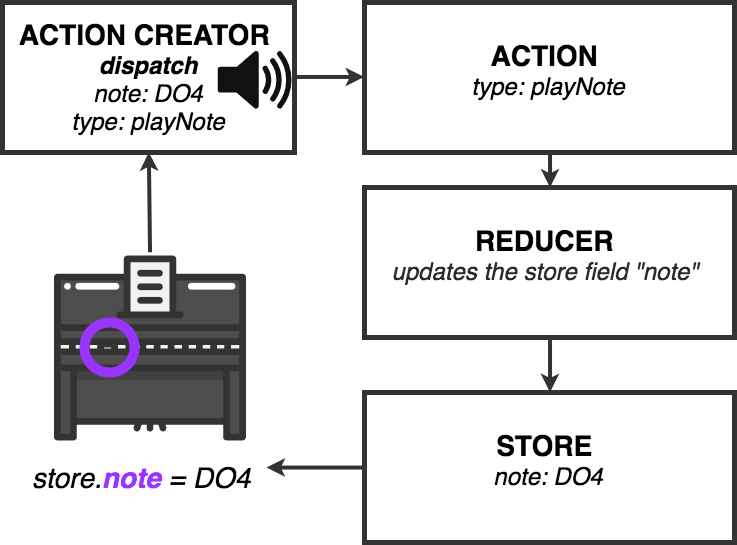 ACTION CREATOR
dispatch
note: DO4
type: playNote
ACTION
type: playNote
REDUCER
updates the store field "note"
STORE
note: DO4
store.note = DO4